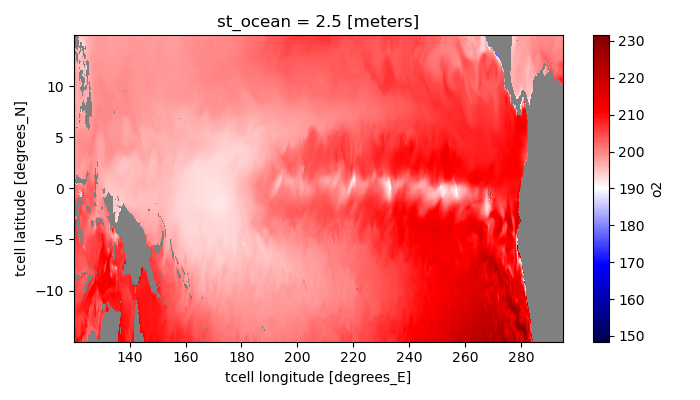 st_ocean = 2.5 [meters]
10
5
0
−5
−10
tcell latitude [degrees_N]
140 160 180 200 220 240 260 280
tcell longitude [degrees_E]
230
220
210
200
190
180
170
160
150
o2